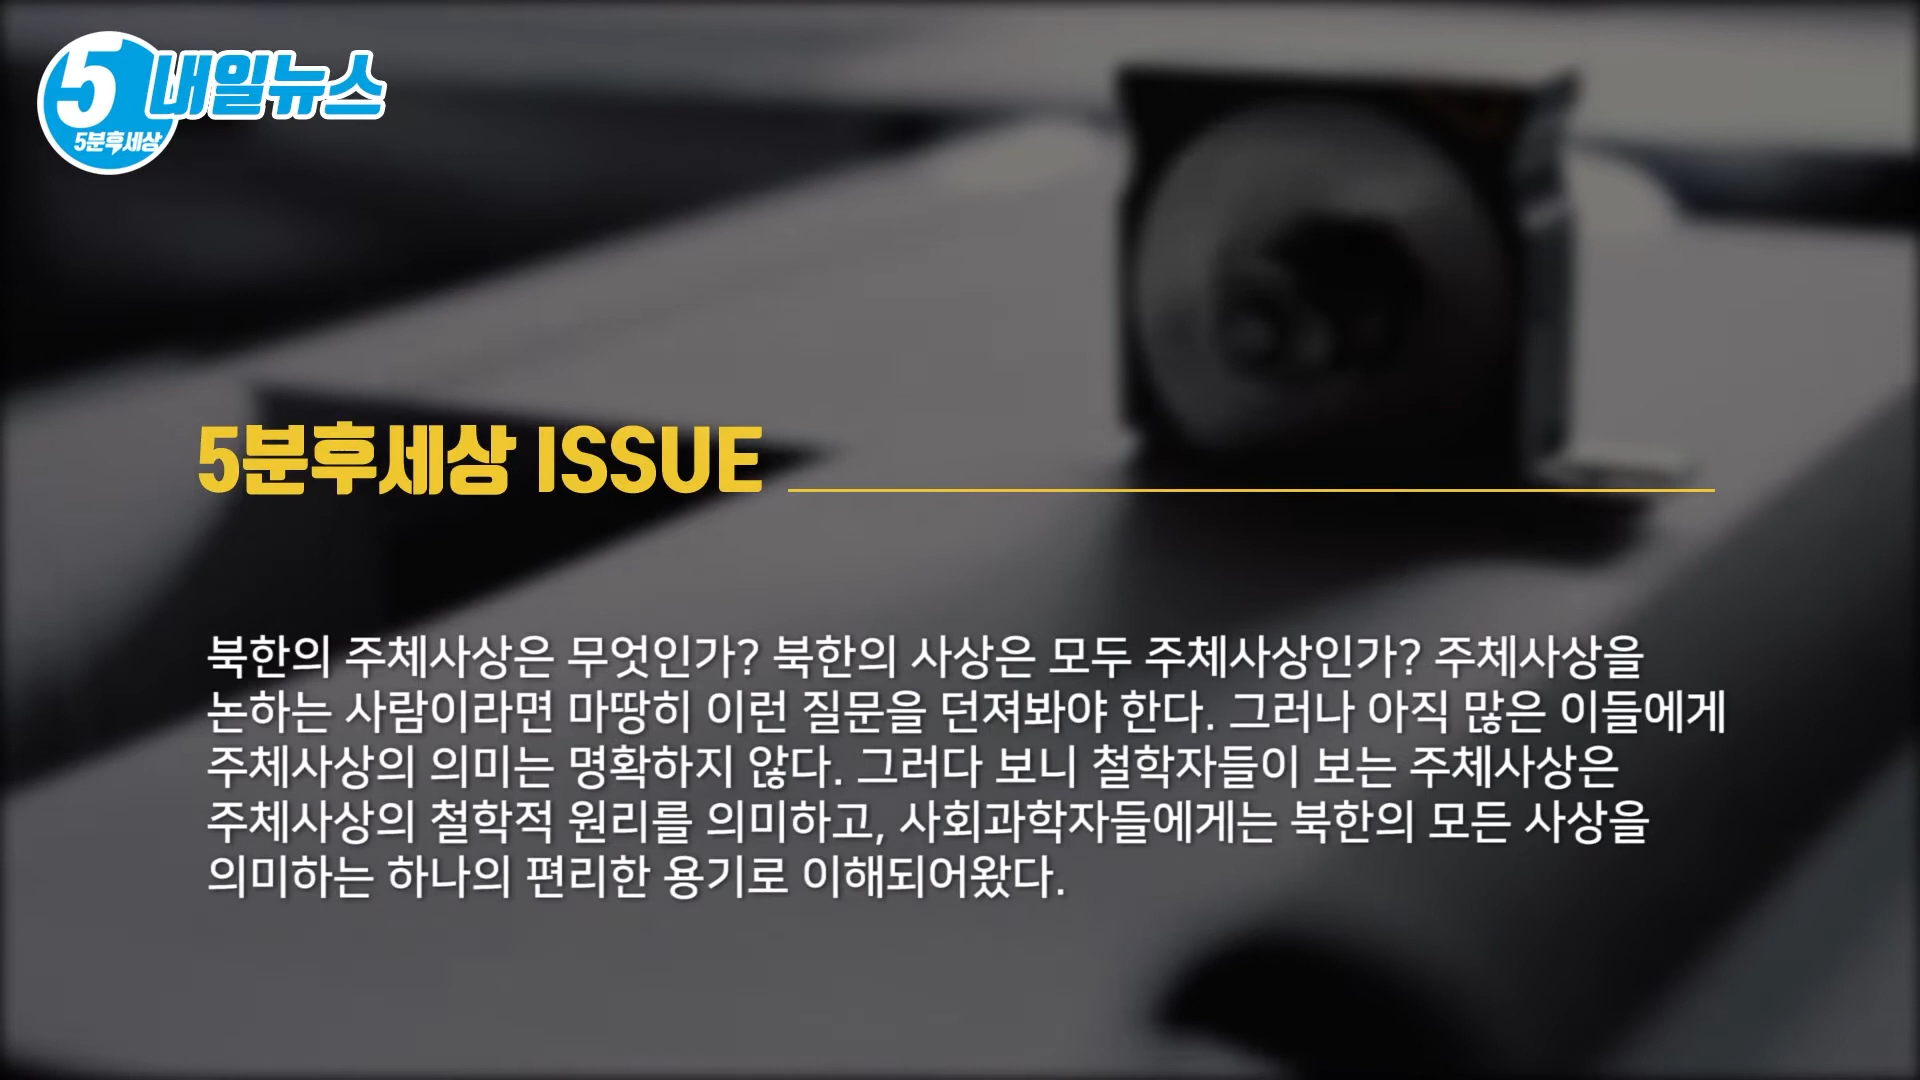 5 내일뉴스
5분후세상
5분후세상 ISSUE
북한의 주체사상은 무엇인가? 북한의 사상은 모두 주체사상인가? 주체사상을
논하는 사람이라면 마땅히 이런 질문을 던져봐야 한다. 그러나 아직 많은 이들에게
주체사상의 의미는 명확하지 않다. 그러다 보니 철학자들이 보는 주체사상은
주체사상의 철학적 원리를 의미하고, 사회과학자들에게는 북한의 모든 사상을
의미하는 하나의 편리한 용기로 이해되어왔다.